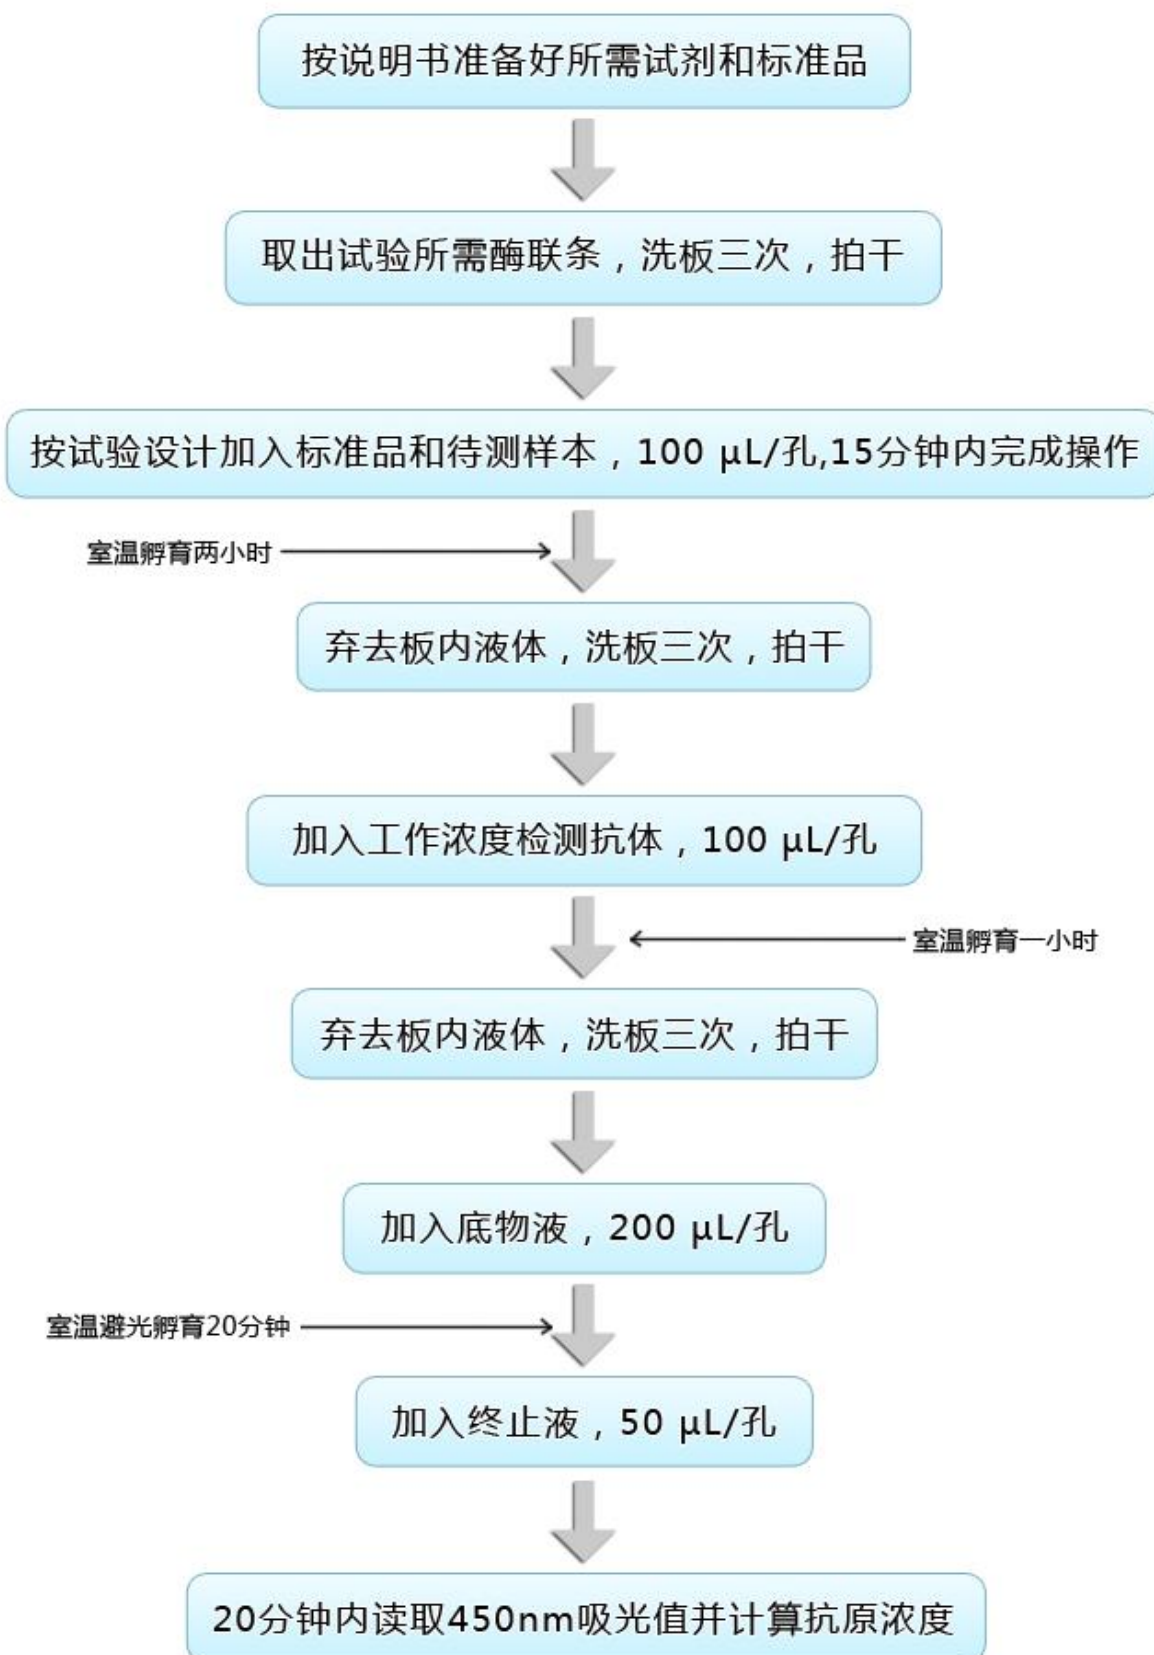 按说明书准备好所需试剂和标准品
取出试验所需酶联条，洗板三次，拍干
按试验设计加入标准品和待测样本，100 μL/孔,15分钟内完成操作
室温孵育两小时
弃去板内液体，洗板三次，拍干
加入工作浓度检测抗体，100 μL/孔
室温孵育一小时
弃去板内液体，洗板三次，拍干
加入底物液，200 μL/孔
室温避光孵育20分钟
加入终止液，50 μL/孔
20分钟内读取450nm吸光值并计算抗原浓度